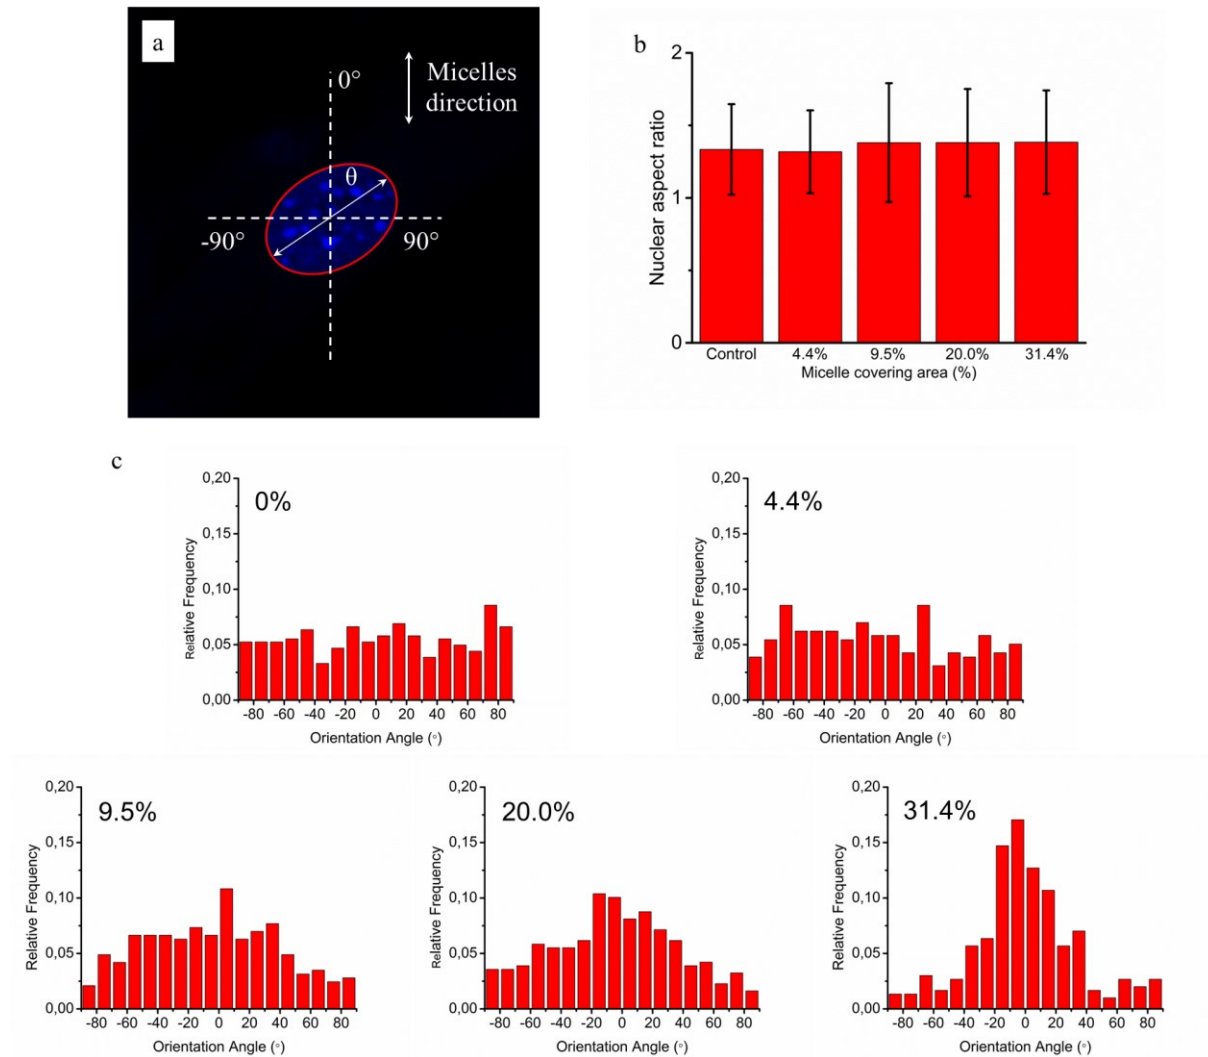 a
0°
Micelles
direction
θ
-90°
90°
b
2
1
0
Nuclear aspect ratio
Control
4.4%
9.5%
20.0%
31.4%
Micelle covering area (%)
c
0%
0,20
0,15
0,10
0,05
0,00
Relative Frequency
-80 -60 -40 -20 0 20 40 60 80
Orientation Angle (°)
4.4%
0,20
0,15
0,10
0,05
0,00
Relative Frequency
-80 -60 -40 -20 0 20 40 60 80
Orientation Angle (°)
9.5%
0,20
0,15
0,10
0,05
0,00
Relative Frequency
-80 -60 -40 -20 0 20 40 60 80
Orientation Angle (°)
20.0%
0,20
0,15
0,10
0,05
0,00
Relative Frequency
-80 -60 -40 -20 0 20 40 60 80
Orientation Angle (°)
31.4%
0,20
0,15
0,10
0,05
0,00
Relative Frequency
-80 -60 -40 -20 0 20 40 60 80
Orientation Angle (°)